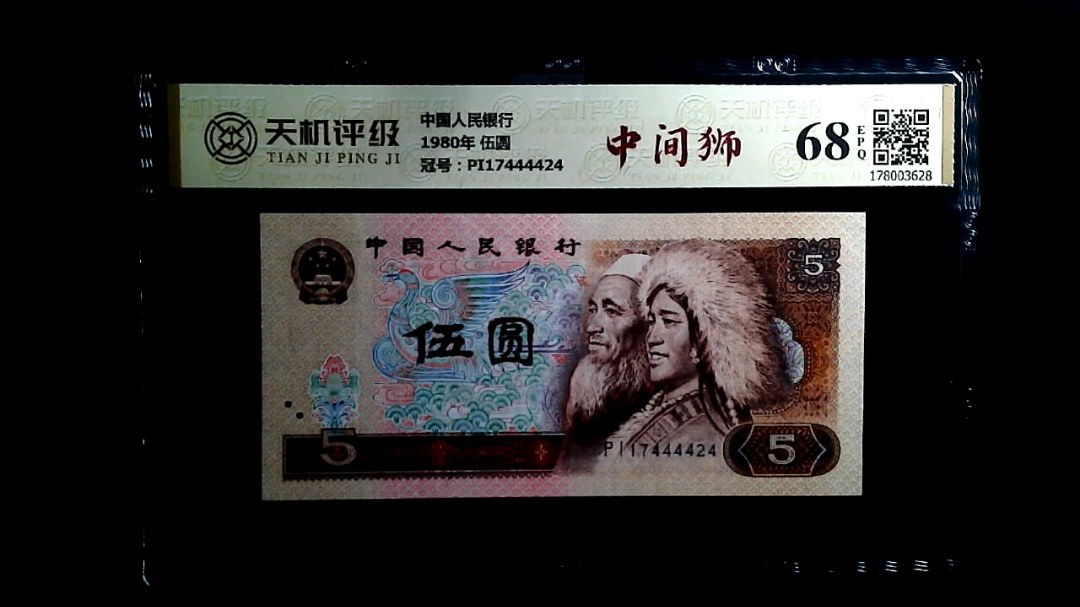 天机评级
TIAN JI PING JI
中国人民银行
1980年 伍圆
冠号：PI17444424
中间狮
68
EPQ
178003628
中国人民银行
5
伍圆
5
PI17444424
5